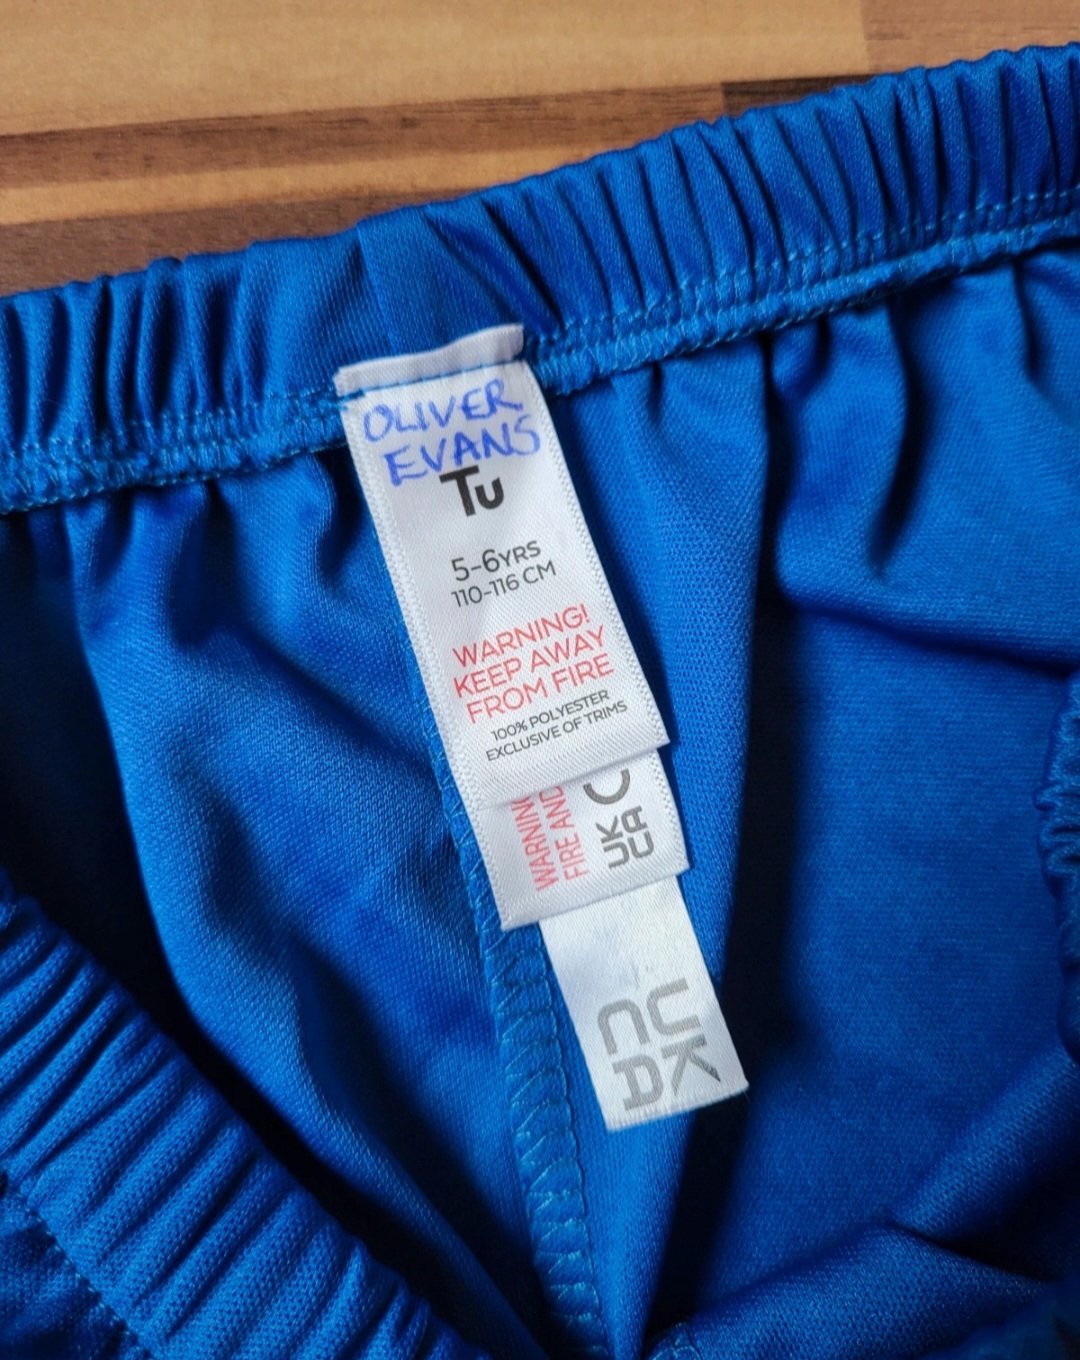 OLIVER
EVANS
Tu
5-6YRS
110-116 CM
WARNING!
KEEP AWAY
FROM FIRE
100% POLYESTER
EXCLUSIVE OF TRIMS
WARNING
FIRE AND
UK
CA
UK
CA